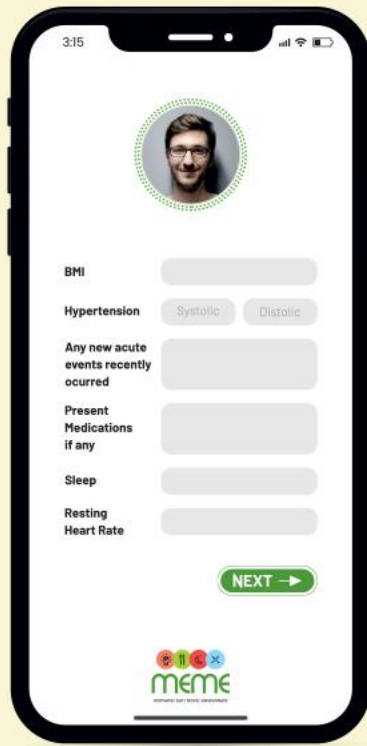 3:15
BMI
Hypertension Systolic Distolic
Any new acute
events recently
ocurred
Present
Medications
if any
Sleep
Resting
Heart Rate
NEXT
meme